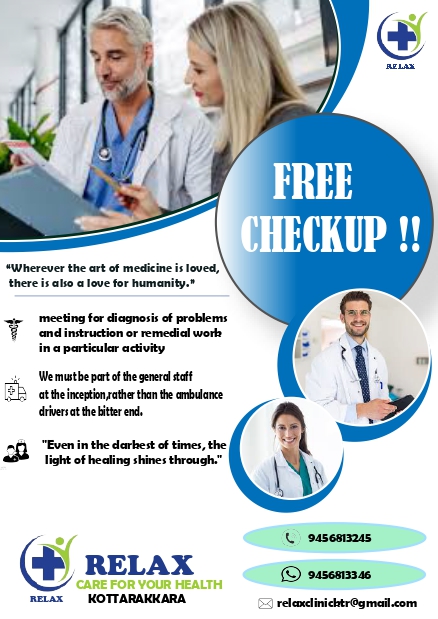 RELAX
FREE
CHECKUP !!
“Wherever the art of medicine is loved,
there is also a love for humanity.”
meeting for diagnosis of problems
and instruction or remedial work
in a particular activity
We must be part of the general staff
at the inception,rather than the ambulance
drivers at the bitter end.
"Even in the darkest of times, the
light of healing shines through."
9456813245
9456813346
relaxclinicktr@gmail.com
RELAX
RELAX
CARE FOR YOUR HEALTH
KOTTARAKKARA